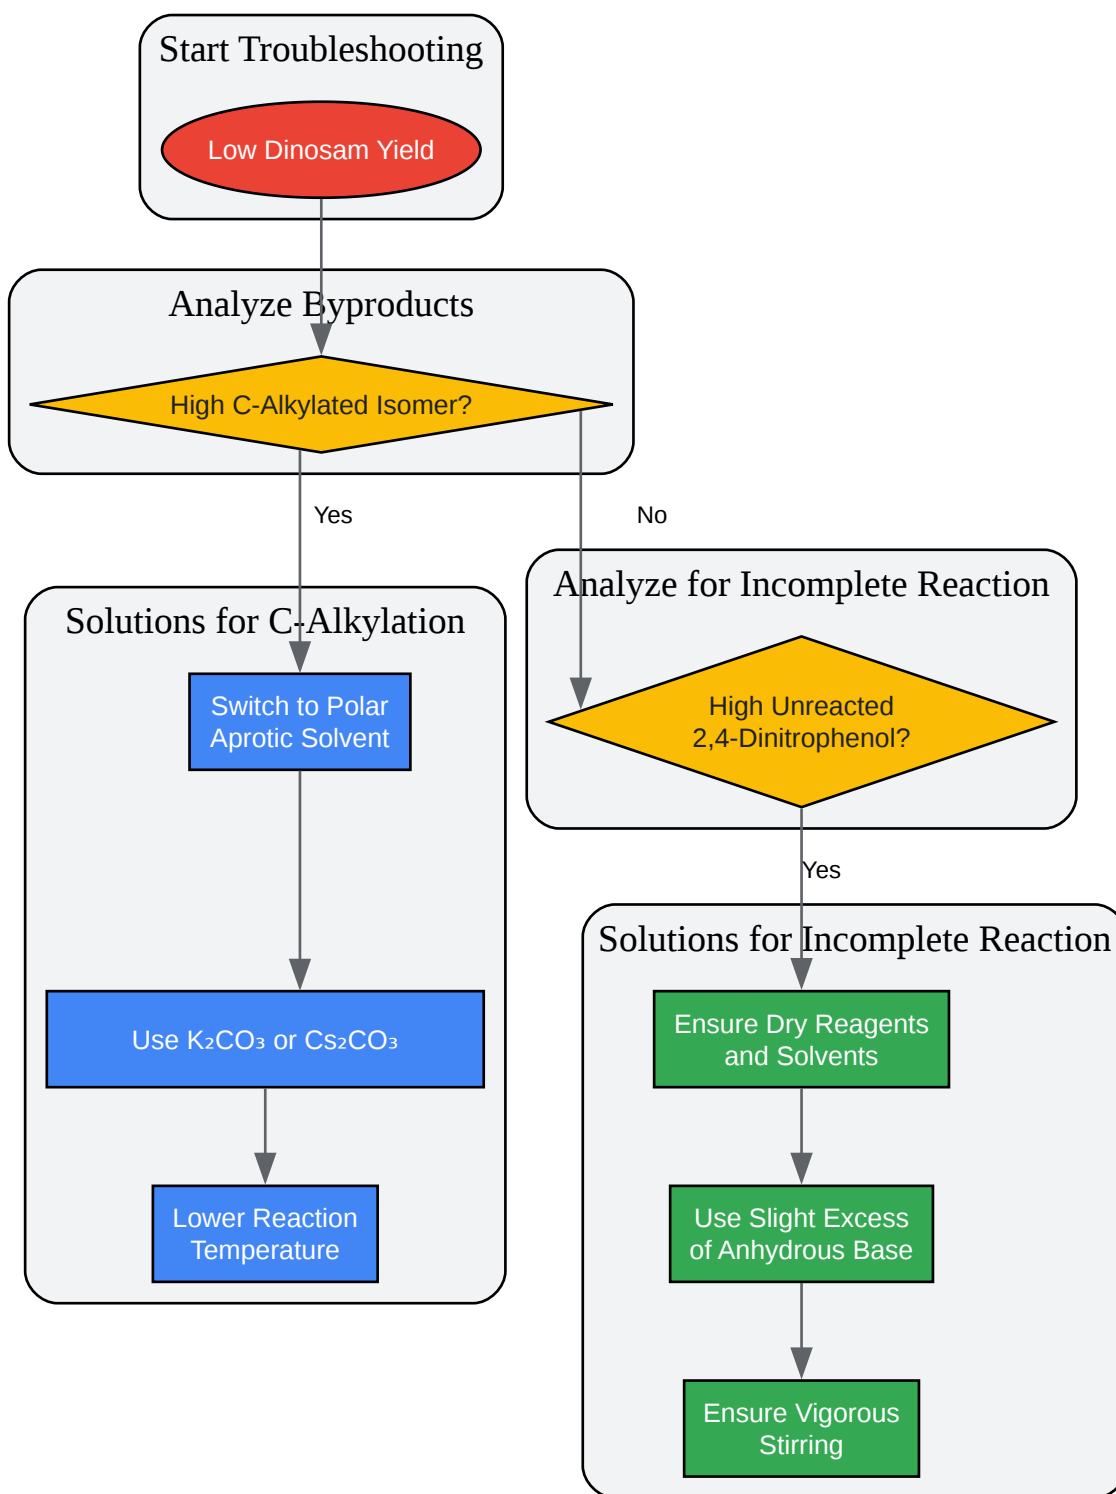 Start Troubleshooting
Low Dinosam Yield
Analyze Byproducts
High C-Alkylated Isomer?
Yes
No
Solutions for C-Alkylation
Switch to Polar
Aprotic Solvent
Use K₂CO₃ or Cs₂CO₃
Lower Reaction
Temperature
Analyze for Incomplete Reaction
High Unreacted
2,4-Dinitrophenol?
Yes
Solutions for Incomplete Reaction
Ensure Dry Reagents
and Solvents
Use Slight Excess
of Anhydrous Base
Ensure Vigorous
Stirring